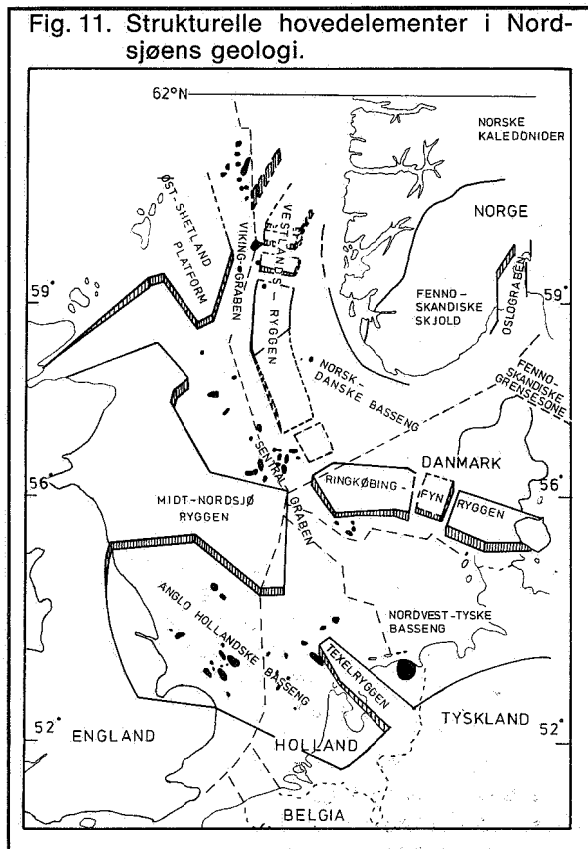 Fig. 11. Strukturelle hovedelementer i Nord-
sjøens geologi.
62°N
NORSKE
KALEDONIDER
ØST-SHETLAND
PLATFORM
VIKING-GRABEN
VESTLANDS-RYGGEN
NORGE
59°
FENNO-
SKANDISKE
SKJOLD
OSLOGRABEN
59°
NORSK-
DANSKE BASSENG
FENNO-
SKANDISKE
GRENSESONE
SENTRAL
GRABEN
DANMARK
56°
MIDT-NORDSJØ
RYGGEN
RINGKØBING-
FYN
RYGGEN
56°
ANGLO HOLLANDSKE BASSENG
NORDVEST-TYSKE
BASSENG
TEXELRYGGEN
52°
ENGLAND
HOLLAND
TYSKLAND
52°
BELGIA